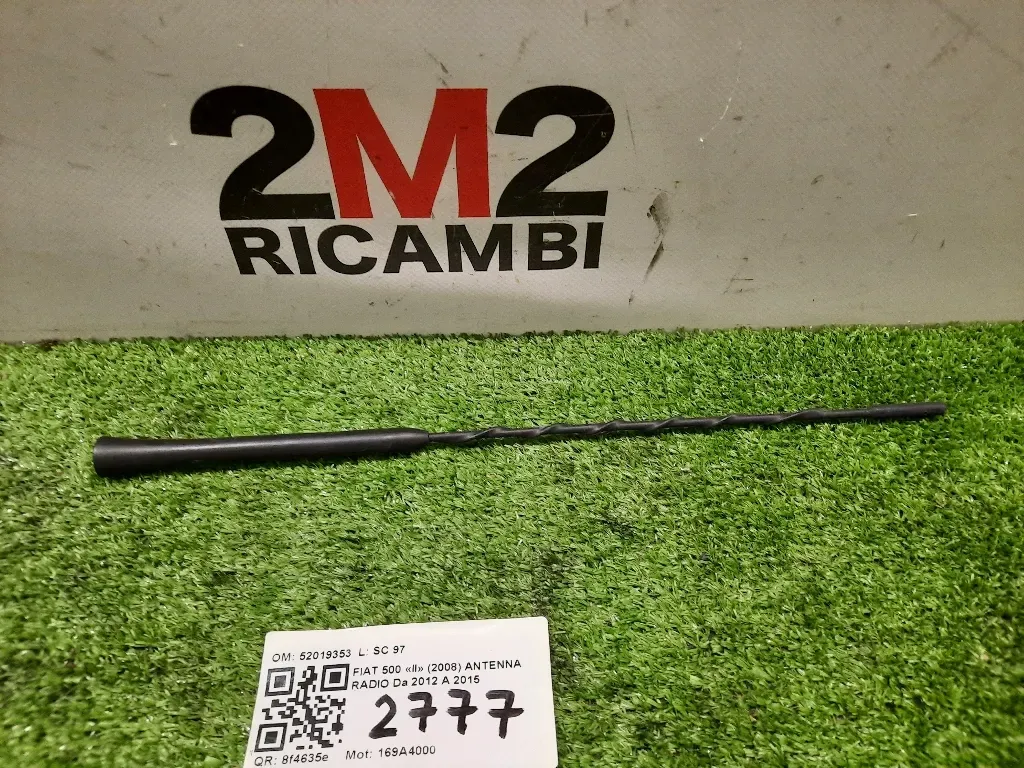 2M2
RICAMBI
OM: 52019353 L: SC 97
FIAT 500 «II» (2008) ANTENNA
RADIO Da 2012 A 2015
2777
QR: 8f4635e Mot: 169A4000